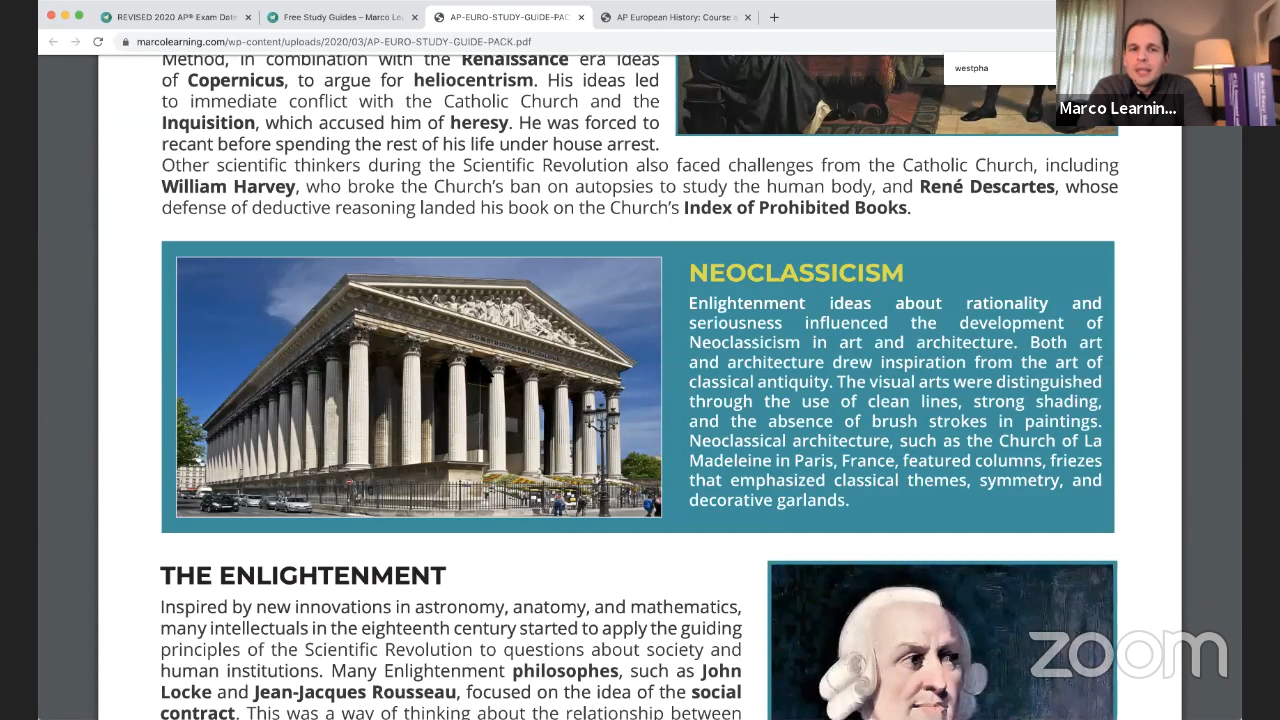 REVISED 2020 AP® Exam Date
Free Study Guides – Marco Le
AP-EURO-STUDY-GUIDE-PAC
AP European History: Course
marcolearning.com/wp-content/uploads/2020/03/AP-EURO-STUDY-GUIDE-PACK.pdf
westpha
Marco Learnin...
Method, in combination with the Renaissance era ideas
of Copernicus, to argue for heliocentrism. His ideas led
to immediate conflict with the Catholic Church and the
Inquisition, which accused him of heresy. He was forced to
recant before spending the rest of his life under house arrest.
Other scientific thinkers during the Scientific Revolution also faced challenges from the Catholic Church, including
William Harvey, who broke the Church's ban on autopsies to study the human body, and René Descartes, whose
defense of deductive reasoning landed his book on the Church's Index of Prohibited Books.
NEOCLASSICISM
Enlightenment ideas about rationality and
seriousness influenced the development of
Neoclassicism in art and architecture. Both art
and architecture drew inspiration from the art of
classical antiquity. The visual arts were distinguished
through the use of clean lines, strong shading,
and the absence of brush strokes in paintings.
Neoclassical architecture, such as the Church of La
Madeleine in Paris, France, featured columns, friezes
that emphasized classical themes, symmetry, and
decorative garlands.
THE ENLIGHTENMENT
Inspired by new innovations in astronomy, anatomy, and mathematics,
many intellectuals in the eighteenth century started to apply the guiding
principles of the Scientific Revolution to questions about society and
human institutions. Many Enlightenment philosophes, such as John
Locke and Jean-Jacques Rousseau, focused on the idea of the social
contract. This was a way of thinking about the relationship between
zoom